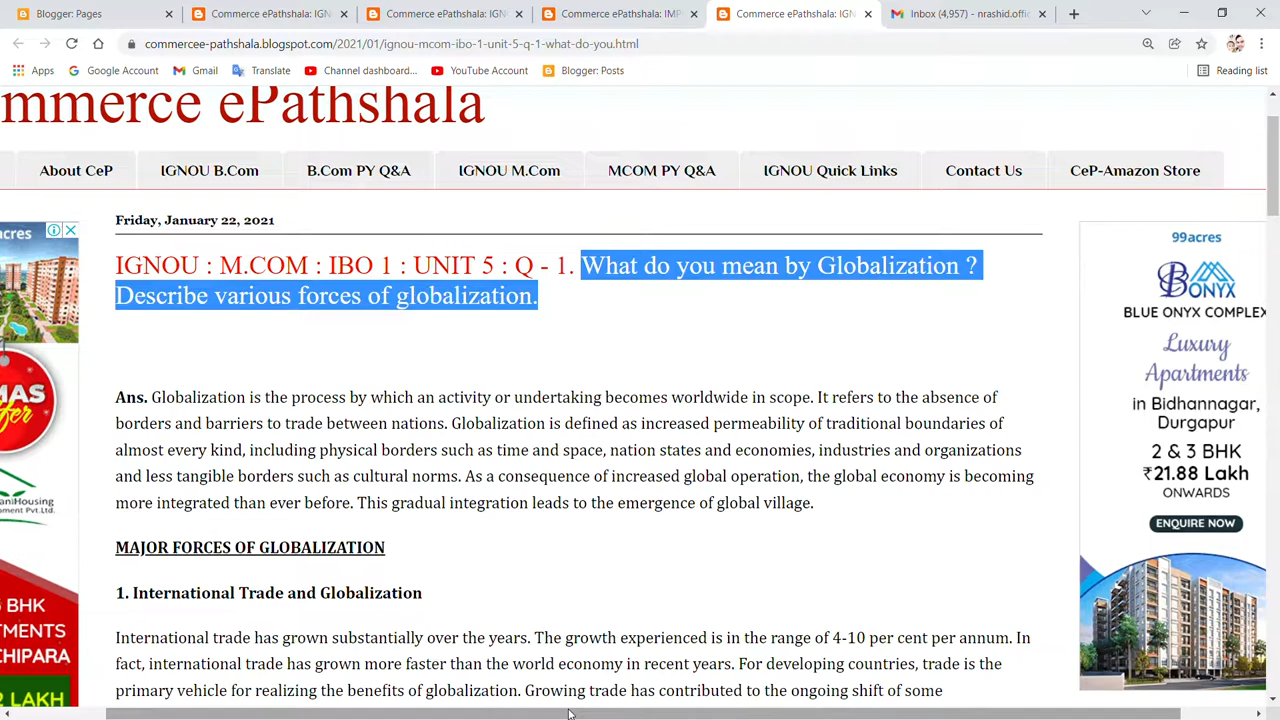 Blogger: Pages
Commerce ePathshala: IGN
Commerce ePathshala: IGN
Commerce ePathshala: IMP
Commerce ePathshala: IGN
Inbox (4,957) - nrashid.offic
commercee-pathshala.blogspot.com/2021/01/ignou-mcom-ibo-1-unit-5-q-1-what-do-you.html
Apps
Google Account
Gmail
Translate
Channel dashboard...
YouTube Account
Blogger: Posts
Reading list
mmerce ePathshala
About CeP
IGNOU B.Com
B.Com PY Q&A
IGNOU M.Com
MCOM PY Q&A
IGNOU Quick Links
Contact Us
CeP-Amazon Store
Friday, January 22, 2021
IGNOU : M.COM : IBO 1 : UNIT 5 : Q - 1. What do you mean by Globalization ?
Describe various forces of globalization.
Ans. Globalization is the process by which an activity or undertaking becomes worldwide in scope. It refers to the absence of
borders and barriers to trade between nations. Globalization is defined as increased permeability of traditional boundaries of
almost every kind, including physical borders such as time and space, nation states and economies, industries and organizations
and less tangible borders such as cultural norms. As a consequence of increased global operation, the global economy is becoming
more integrated than ever before. This gradual integration leads to the emergence of global village.
MAJOR FORCES OF GLOBALIZATION
1. International Trade and Globalization
International trade has grown substantially over the years. The growth experienced is in the range of 4-10 per cent per annum. In
fact, international trade has grown more faster than the world economy in recent years. For developing countries, trade is the
primary vehicle for realizing the benefits of globalization. Growing trade has contributed to the ongoing shift of some
acres
MAS
fer
aniHousing
opment Pvt.Ltd.
BHK
TMENTS
CHIPARA
LAKH
99acres
BLUE
BONYX
BLUE ONYX COMPLEX
Luxury
Apartments
in Bidhannagar,
Durgapur
2 & 3 BHK
₹21.88 Lakh
ONWARDS
ENQUIRE NOW